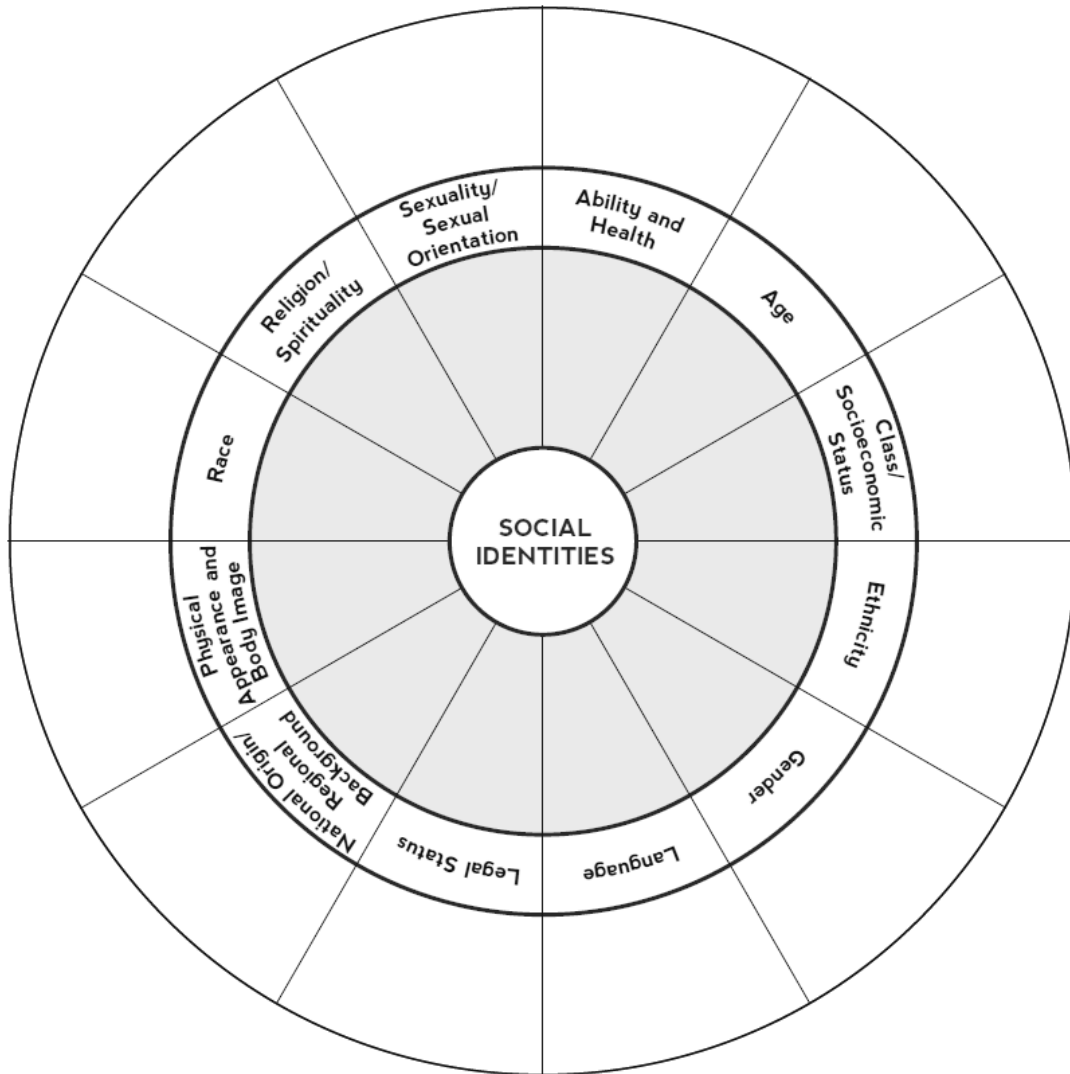 SOCIAL
IDENTITIES
Ability and
Health
Age
Class/
Socioeconomic
Status
Ethnicity
Gender
Language
Legal Status
National Origin/
Regional
Background
Physical
Appearance and
Body Image
Race
Religion/
Spirituality
Sexuality/
Sexual
Orientation